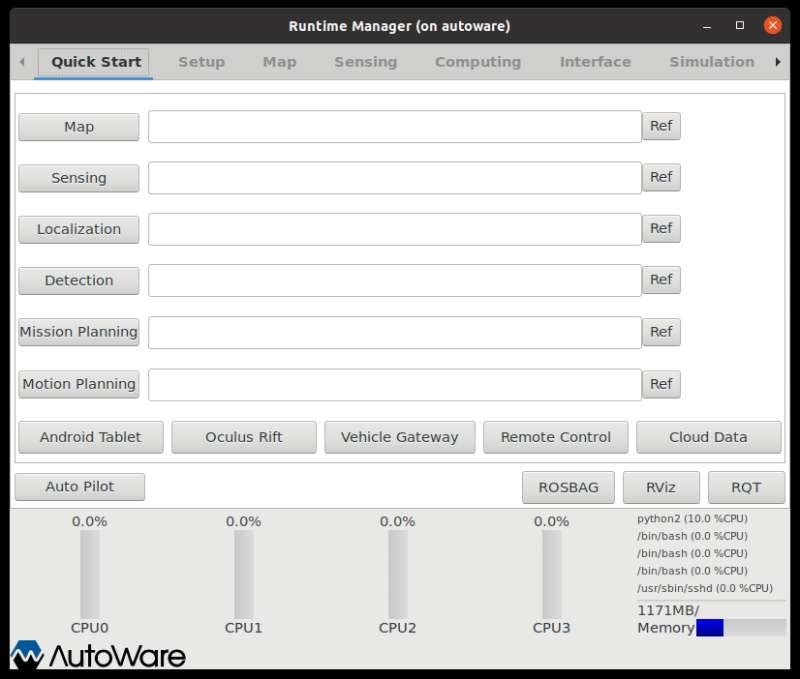 Runtime Manager (on autoware)
Quick Start Setup Map Sensing Computing Interface Simulation
Map Ref
Sensing Ref
Localization Ref
Detection Ref
Mission Planning Ref
Motion Planning Ref
Android Tablet Oculus Rift Vehicle Gateway Remote Control Cloud Data
Auto Pilot ROSBAG RViz RQT
0.0% 0.0% 0.0% 0.0%
CPU0 CPU1 CPU2 CPU3
python2 (10.0 %CPU)
/bin/bash (0.0 %CPU)
/bin/bash (0.0 %CPU)
/bin/bash (0.0 %CPU)
/usr/sbin/sshd (0.0 %CPU)
1171MB/
Memory
AutoWare